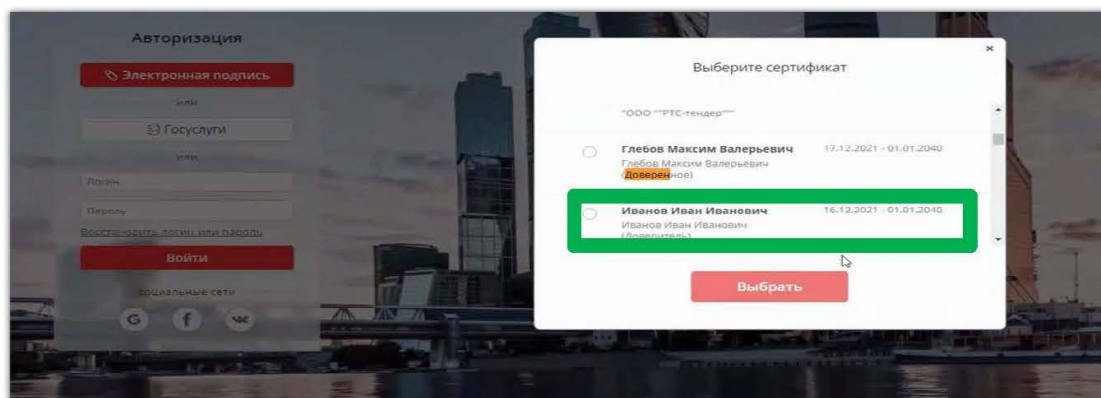 Авторизация
Электронная подпись
или
Госуслуги
или
Логин
Пароль
Восстановить логин или пароль
Войти
социальные сети
G f
Выберите сертификат
"ООО ""РТС-тендер"""
Глебов Максим Валерьевич 17.12.2021 - 01.01.2040
Глебов Максим Валерьевич
(Доверенное)
Иванов Иван Иванович 16.12.2021 - 01.01.2040
Иванов Иван Иванович
(Доверитель)
Выбрать